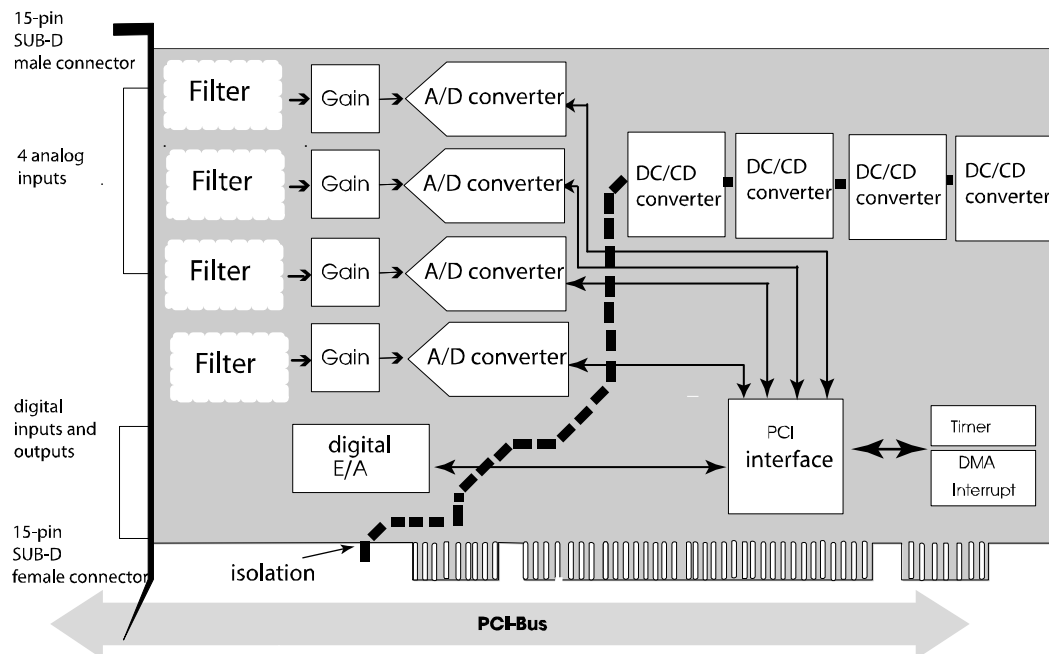 15-pin
SUB-D
male connector
4 analog
inputs
digital
inputs and
outputs
15-pin
SUB-D
female connector
Filter
Gain
A/D converter
Filter
Gain
A/D converter
Filter
Gain
A/D converter
Filter
Gain
A/D converter
DC/CD
converter
DC/CD
converter
DC/CD
converter
DC/CD
converter
digital
E/A
PCI
interface
Timer
DMA
Interrupt
isolation
PCI-Bus